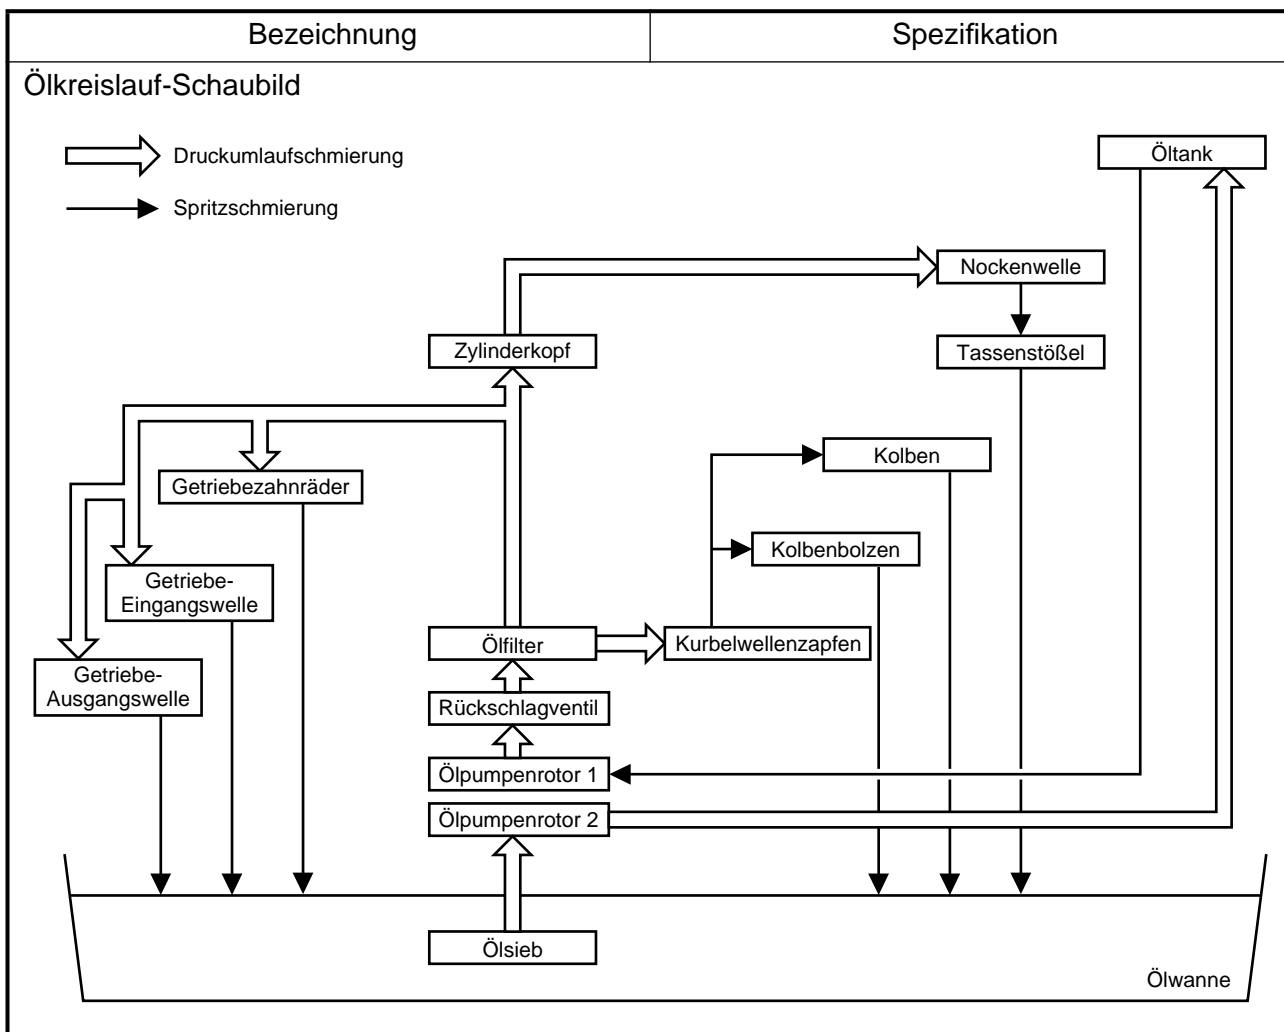 Bezeichnung
Spezifikation
Ölkreislauf-Schaubild
Druckumlaufschmierung
Öltank
Spritzschmierung
Nockenwelle
Zylinderkopf
Tassenstößel
Kolben
Getriebezahnräder
Kolbenbolzen
Getriebe-
Eingangswelle
Ölfilter
Kurbelwellenzapfen
Getriebe-
Ausgangswelle
Rückschlagventil
Ölpumpenrotor 1
Ölpumpenrotor 2
Ölsieb
Ölwanne